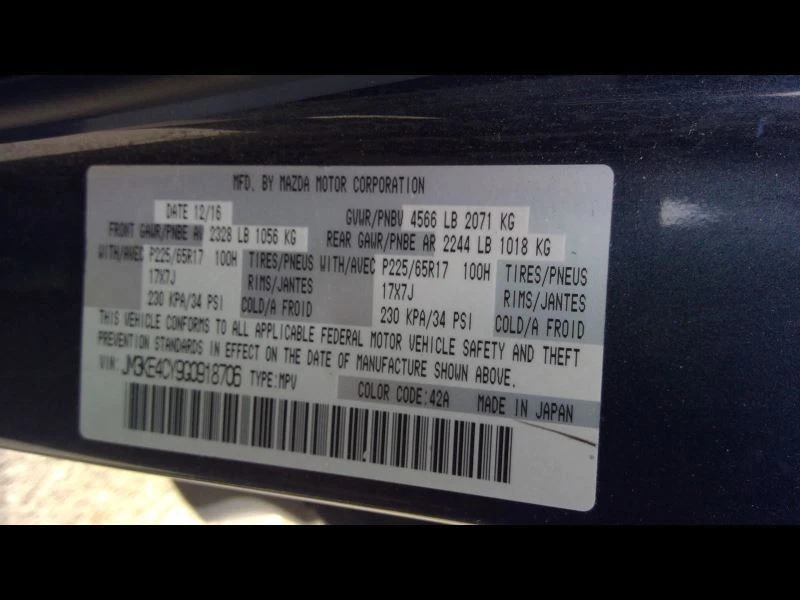 MFD. BY MAZDA MOTOR CORPORATION
DATE 12/16 GVWR/PNBV 4566 LB 2071 KG
FRONT GAWR/PNBE AV 2328 LB 1056 KG REAR GAWR/PNBE AR 2244 LB 1018 KG
WITH/AVEC P225/65R17 100H TIRES/PNEUS WITH/AVEC P225/65R17 100H TIRES/PNEUS
17X7J RIMS/JANTES 17X7J RIMS/JANTES
230 KPA/34 PSI COLD/A FROID 230 KPA/34 PSI COLD/A FROID
THIS VEHICLE CONFORMS TO ALL APPLICABLE FEDERAL MOTOR VEHICLE SAFETY AND THEFT
PREVENTION STANDARDS IN EFFECT ON THE DATE OF MANUFACTURE SHOWN ABOVE.
VIN: JM3KE4CY9G0918706 TYPE:MPV COLOR CODE:42A MADE IN JAPAN